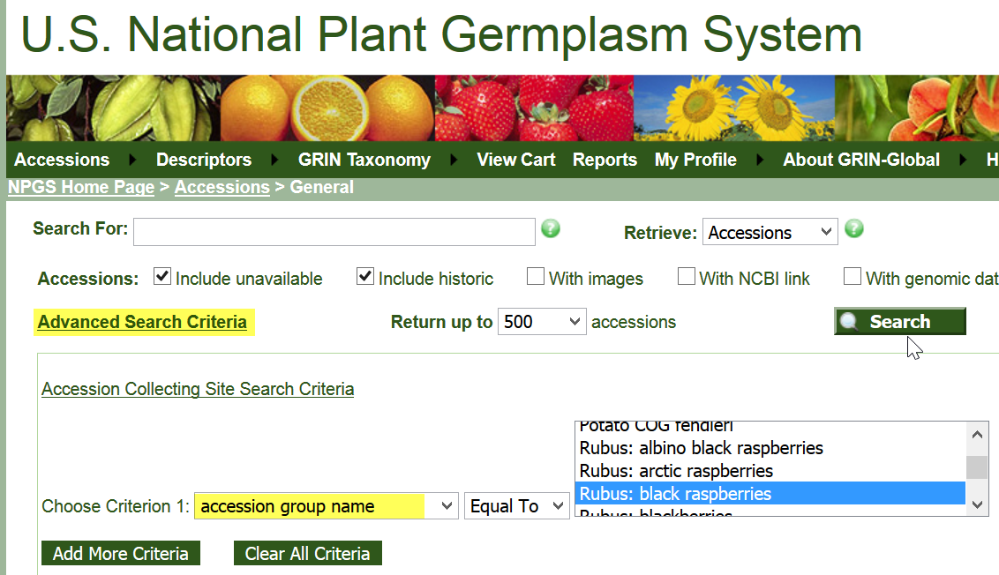 U.S. National Plant Germplasm System
Accessions Descriptors GRIN Taxonomy View Cart Reports My Profile About GRIN-Global H
NPGS Home Page > Accessions > General
Search For: ? Retrieve: Accessions ?
Accessions: Include unavailable Include historic With images With NCBI link With genomic dat
Advanced Search Criteria Return up to 500 accessions Search
Accession Collecting Site Search Criteria
Potato COG fendleri
Rubus: albino black raspberries
Rubus: arctic raspberries
Rubus: black raspberries
Rubus: blackberries
Choose Criterion 1: accession group name Equal To
Add More Criteria Clear All Criteria